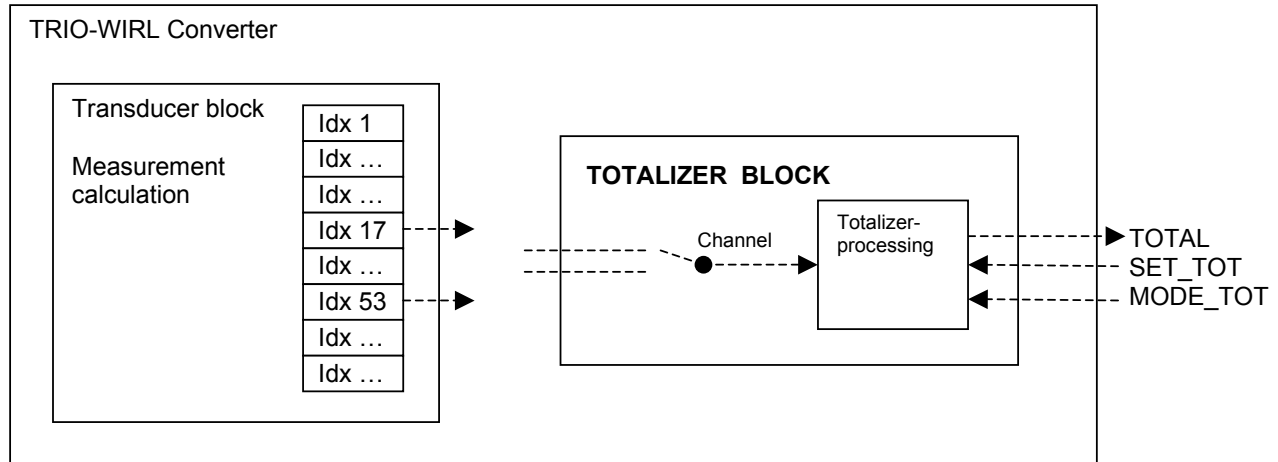 TRIO-WIRL Converter
Transducer block
Measurement
calculation
Idx 1
Idx …
Idx …
Idx 17
Idx …
Idx 53
Idx …
Idx …
TOTALIZER BLOCK
Channel
Totalizer-
processing
TOTAL
SET_TOT
MODE_TOT